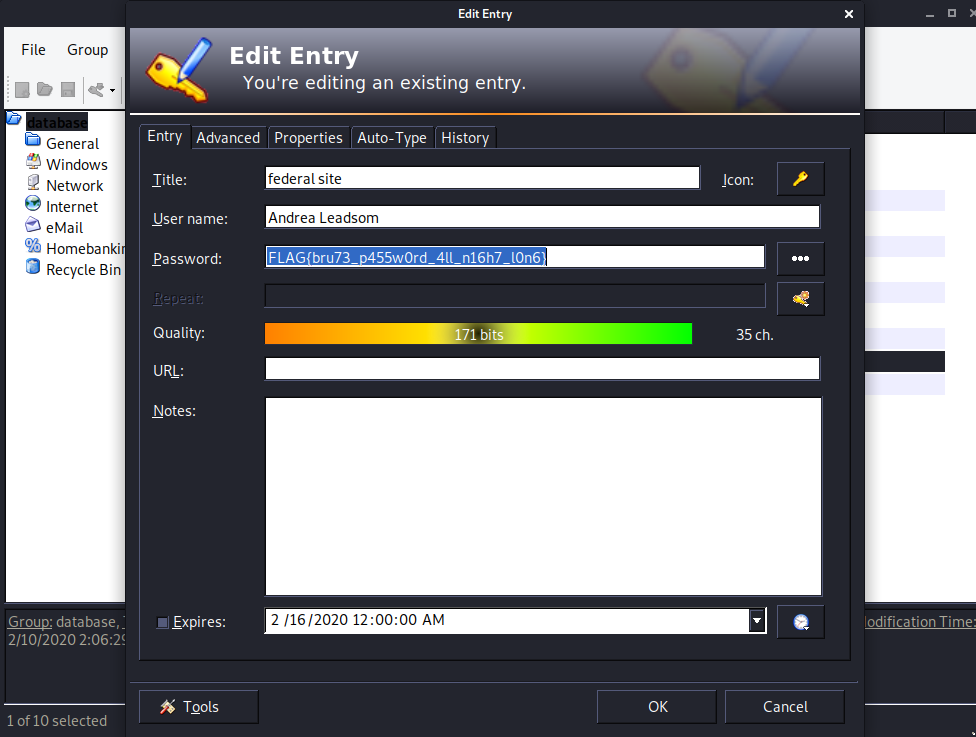 Edit Entry
File Group
Edit Entry
You're editing an existing entry.
database
General
Windows
Network
Internet
eMail
Homebankin
Recycle Bin
Entry Advanced Properties Auto-Type History
Title: federal site Icon:
User name: Andrea Leadsom
Password: FLAG{bru73_p455w0rd_4ll_n16h7_l0n6}
Repeat:
Quality: 171 bits 35 ch.
URL:
Notes:
Expires: 2 /16/2020 12:00:00 AM
Group: database,
2/10/2020 2:06:29
odification Time:
Tools OK Cancel
1 of 10 selected